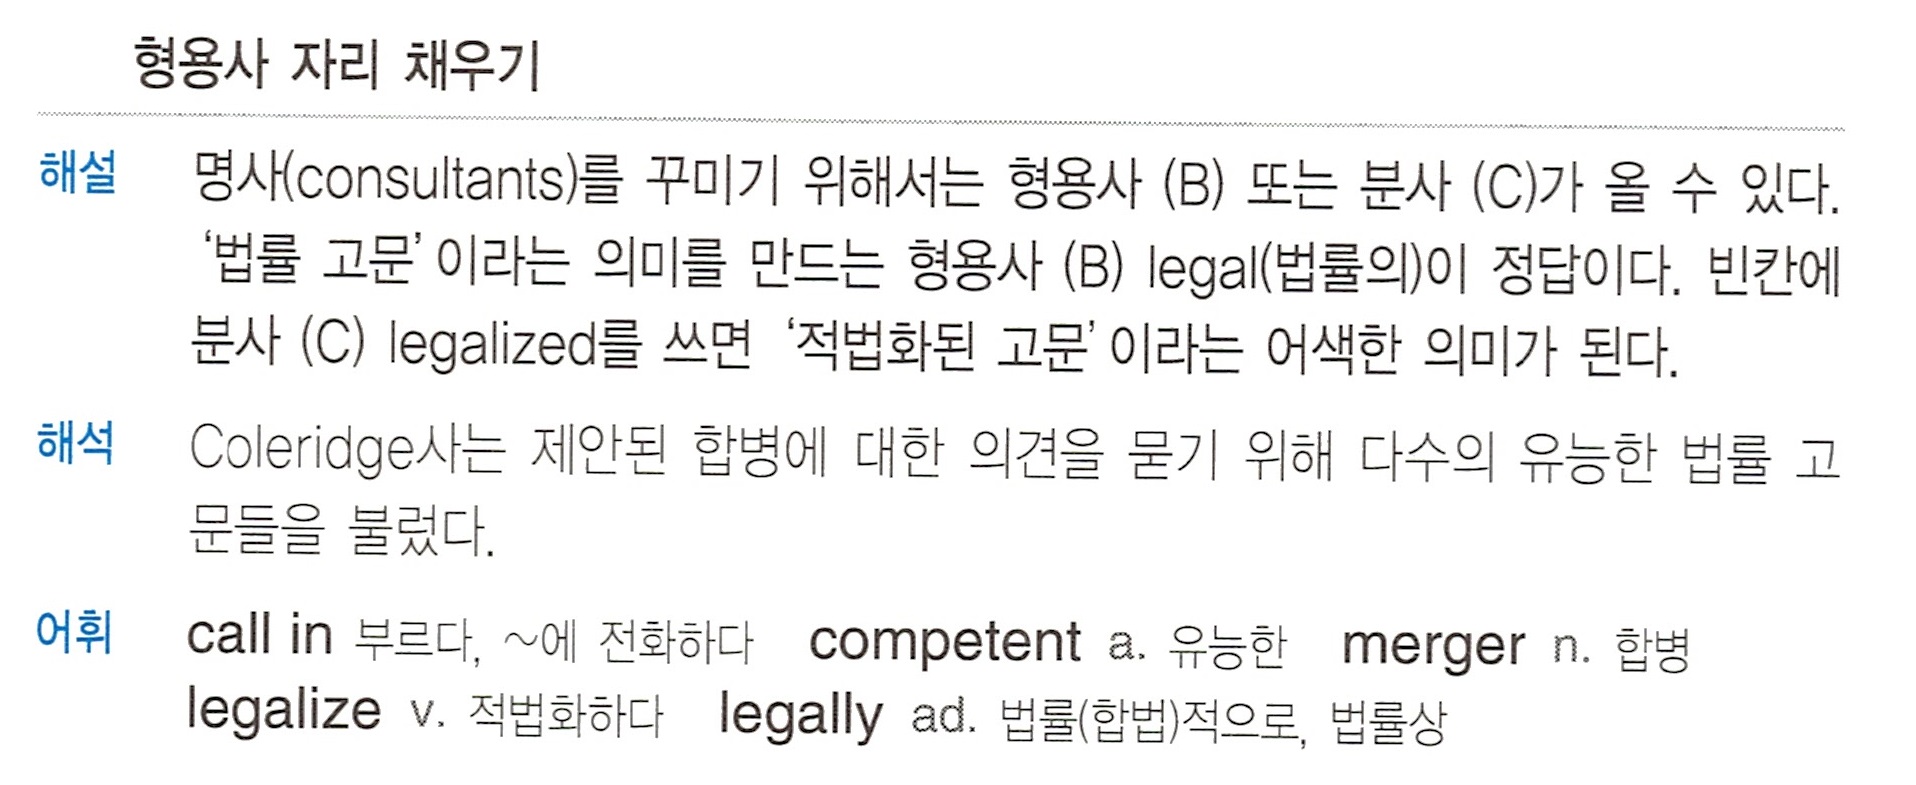 형용사 자리 채우기
해설 명사(consultants)를 꾸미기 위해서는 형용사 (B) 또는 분사 (C)가 올 수 있다.
‘법률 고문’이라는 의미를 만드는 형용사 (B) legal(법률의)이 정답이다. 빈칸에
분사 (C) legalized를 쓰면 ‘적법화된 고문’이라는 어색한 의미가 된다.
해석 Coleridge사는 제안된 합병에 대한 의견을 묻기 위해 다수의 유능한 법률 고
문들을 불렀다.
어휘 call in 부르다, ~에 전화하다 competent a. 유능한 merger n. 합병
legalize v. 적법화하다 legally ad. 법률(합법)적으로, 법률상